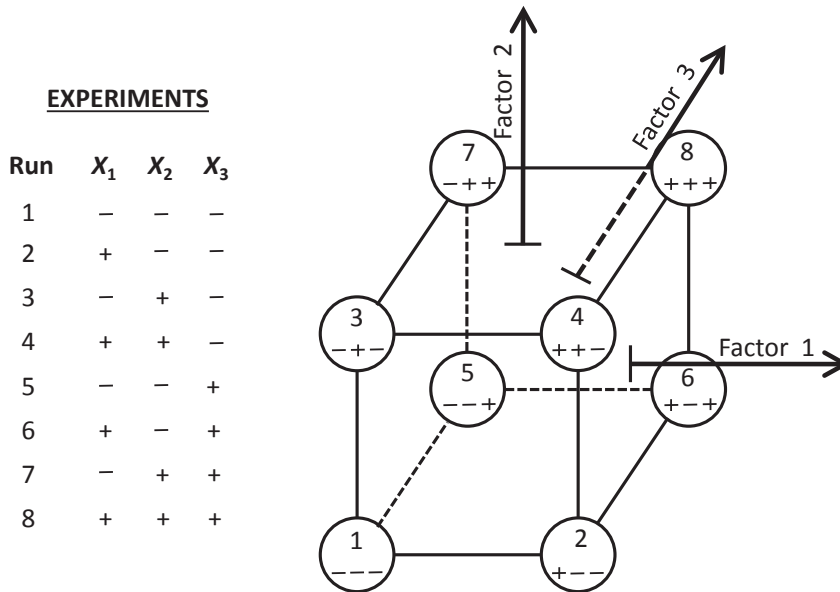 EXPERIMENTS
Run X1 X2 X3
1 – – –
2 + – –
3 – + –
4 + + –
5 – – +
6 + – +
7 – + +
8 + + +
Factor 2
Factor 3
7
–++
8
+++
3
–+–
4
++–
Factor 1
5
––+
6
+–+
1
–––
2
+––